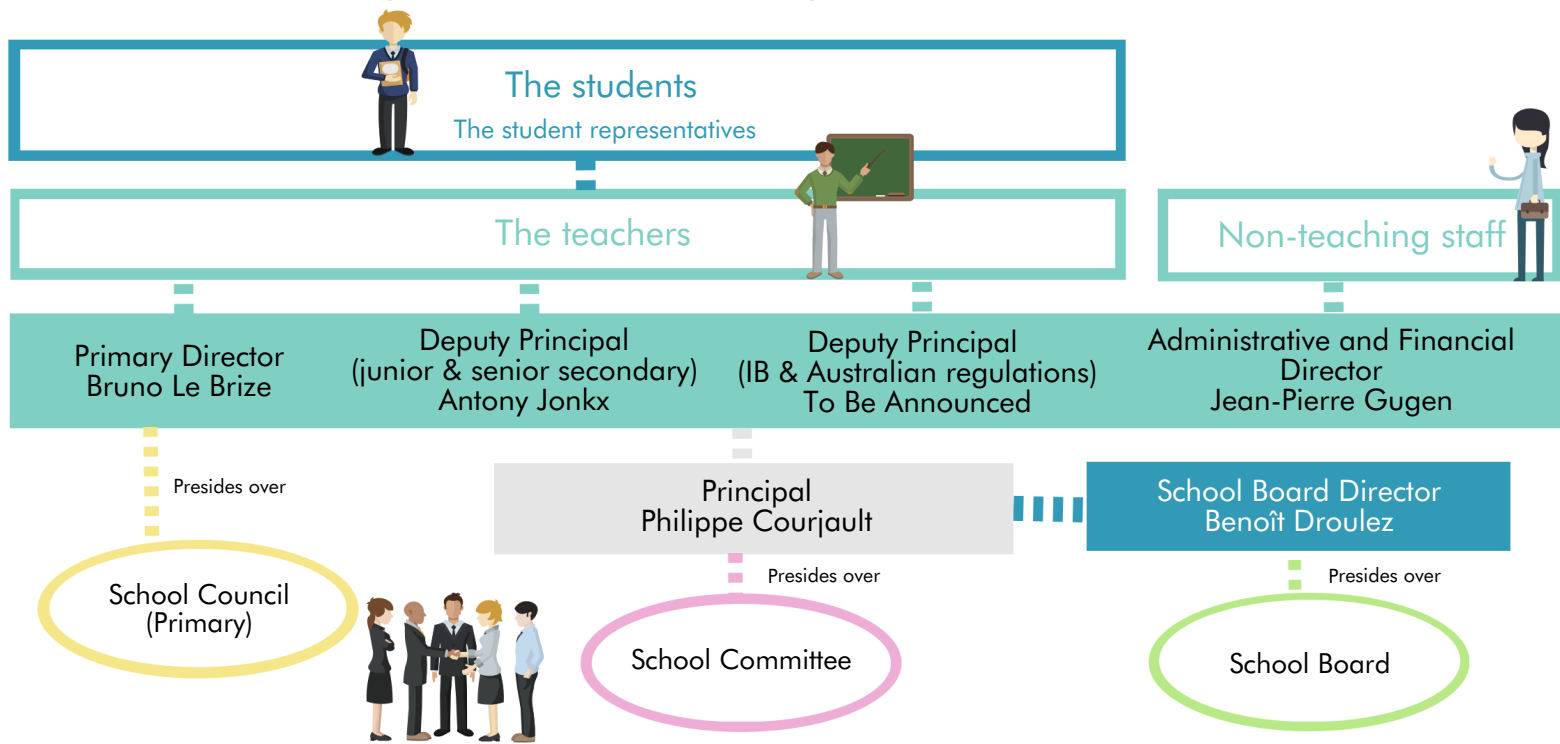 The students
The student representatives
The teachers
Non-teaching staff
Primary Director
Bruno Le Brize
Deputy Principal
(junior & senior secondary)
Antony Jonkx
Deputy Principal
(IB & Australian regulations)
To Be Announced
Administrative and Financial
Director
Jean-Pierre Gugen
Presides over
Principal
Philippe Courjault
School Board Director
Benoît Droulez
Presides over
Presides over
School Council
(Primary)
School Committee
School Board